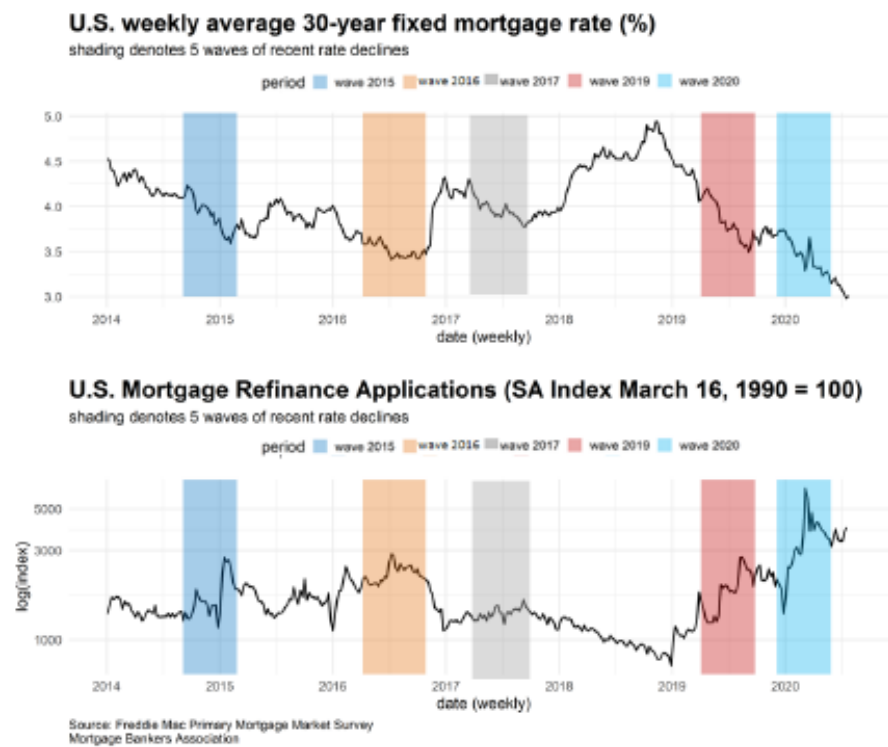 U.S. weekly average 30-year fixed mortgage rate (%)
shading denotes 5 waves of recent rate declines
period wave 2015 wave 2016 wave 2017 wave 2019 wave 2020
5.0
4.5
4.0
3.5
3.0
2014 2015 2016 2017 2018 2019 2020
date (weekly)
U.S. Mortgage Refinance Applications (SA Index March 16, 1990 = 100)
shading denotes 5 waves of recent rate declines
period wave 2015 wave 2016 wave 2017 wave 2019 wave 2020
log(index)
5000
3000
1000
2014 2015 2016 2017 2018 2019 2020
date (weekly)
Source: Freddie Mac Primary Mortgage Market Survey
Mortgage Bankers Association